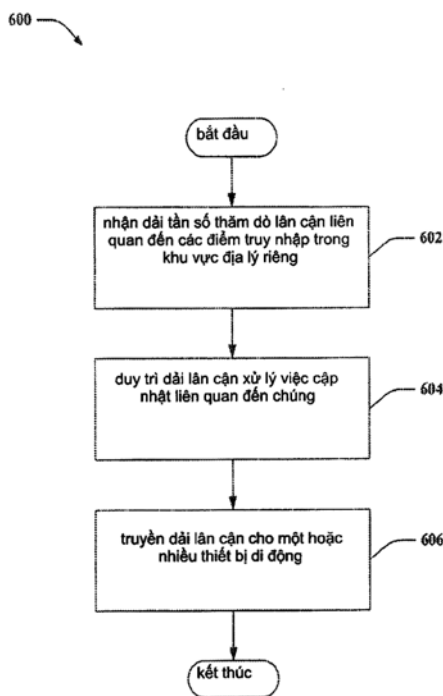 600
bắt đầu
nhận dải tần số thăm dò lân cận liên
quan đến các điểm truy nhập trong
khu vực địa lý riêng
602
duy trì dải lân cận xử lý việc cập
nhật liên quan đến chúng
604
truyền dải lân cận cho một hoặc
nhiều thiết bị di động
606
kết thúc